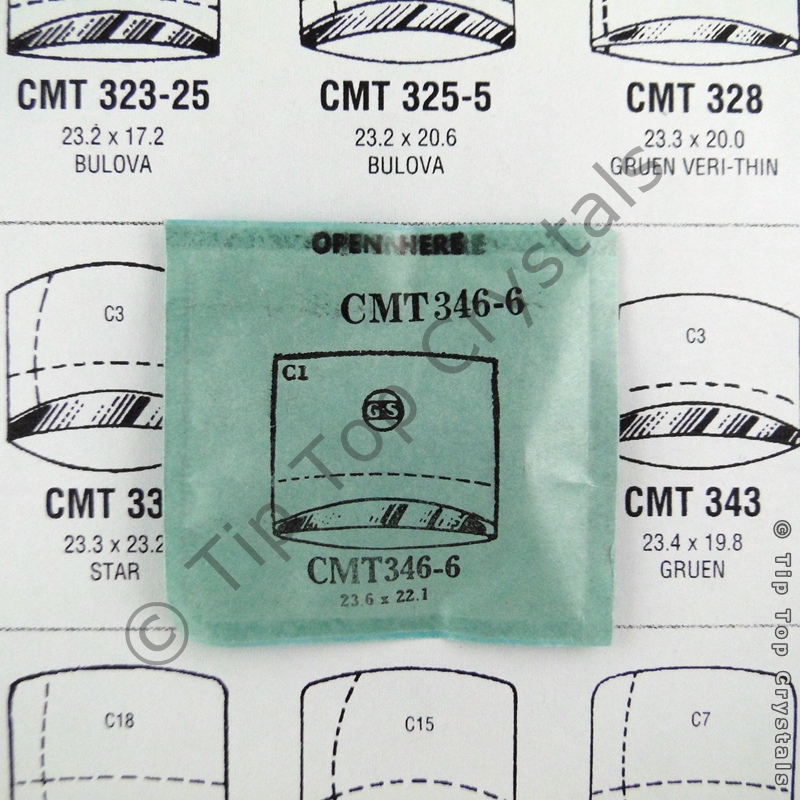 CMT 323-25
23.2 x 17.2
BULOVA
CMT 325-5
23.2 x 20.6
BULOVA
CMT 328
23.3 x 20.0
GRUEN VERI-THIN
OPEN HERE
CMT 346-6
C1
GS
CMT346-6
23.6 x 22.1
C3
CMT 33
23.3 x 23.2
STAR
C3
CMT 343
23.4 x 19.8
GRUEN
C18
C15
C7
© Tip Top Crystals
© Tip Top Crystals